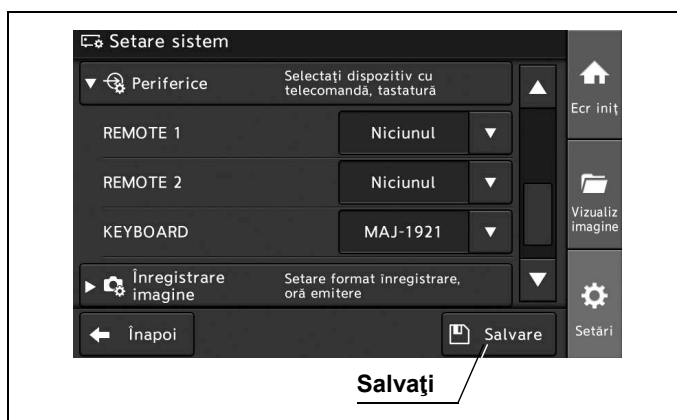 Setare sistem
Periferice
Selectați dispozitiv cu
telecomandă, tastatură
REMOTE 1
Niciunul
REMOTE 2
Niciunul
KEYBOARD
MAJ-1921
Înregistrare
imagine
Setare format înregistrare,
oră emitere
Înapoi
Salvare
Ecr iniț
Vizualiz
imagine
Setări
Salvaţi